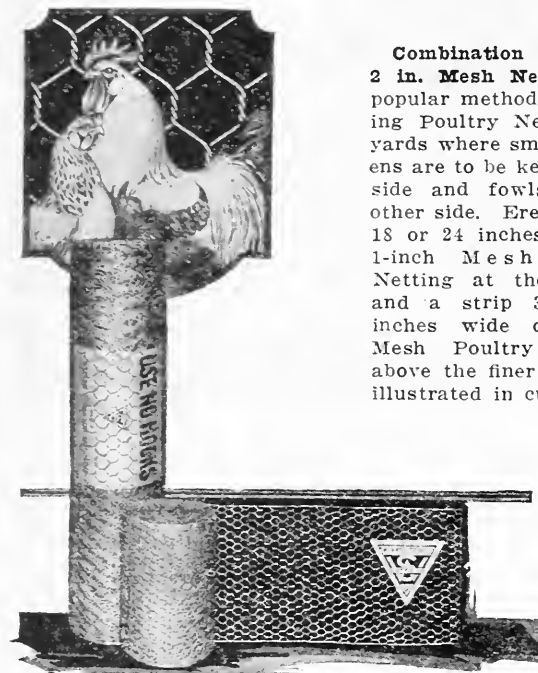 Combination
2 in. Mesh Ne
popular method
ing Poultry Ne
yards where sm
ens are to be ke
side and fowls
other side. Ere
18 or 24 inches
1-inch Mesh
Netting at the
and a strip 3
inches wide o
Mesh Poultry
above the finer
illustrated in c
"USE NO HOOKS